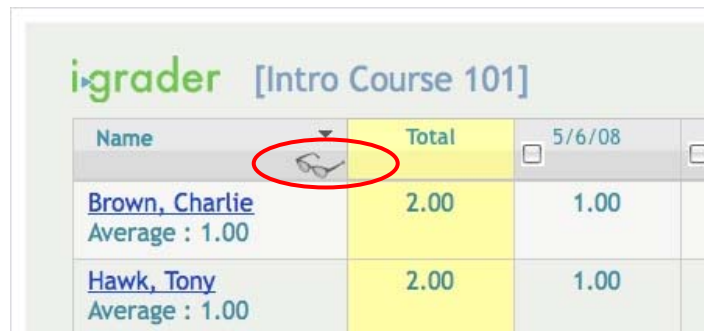 i>grader [Intro Course 101]
Name Total 5/6/08
Brown, Charlie 2.00 1.00
Average : 1.00
Hawk, Tony 2.00 1.00
Average : 1.00